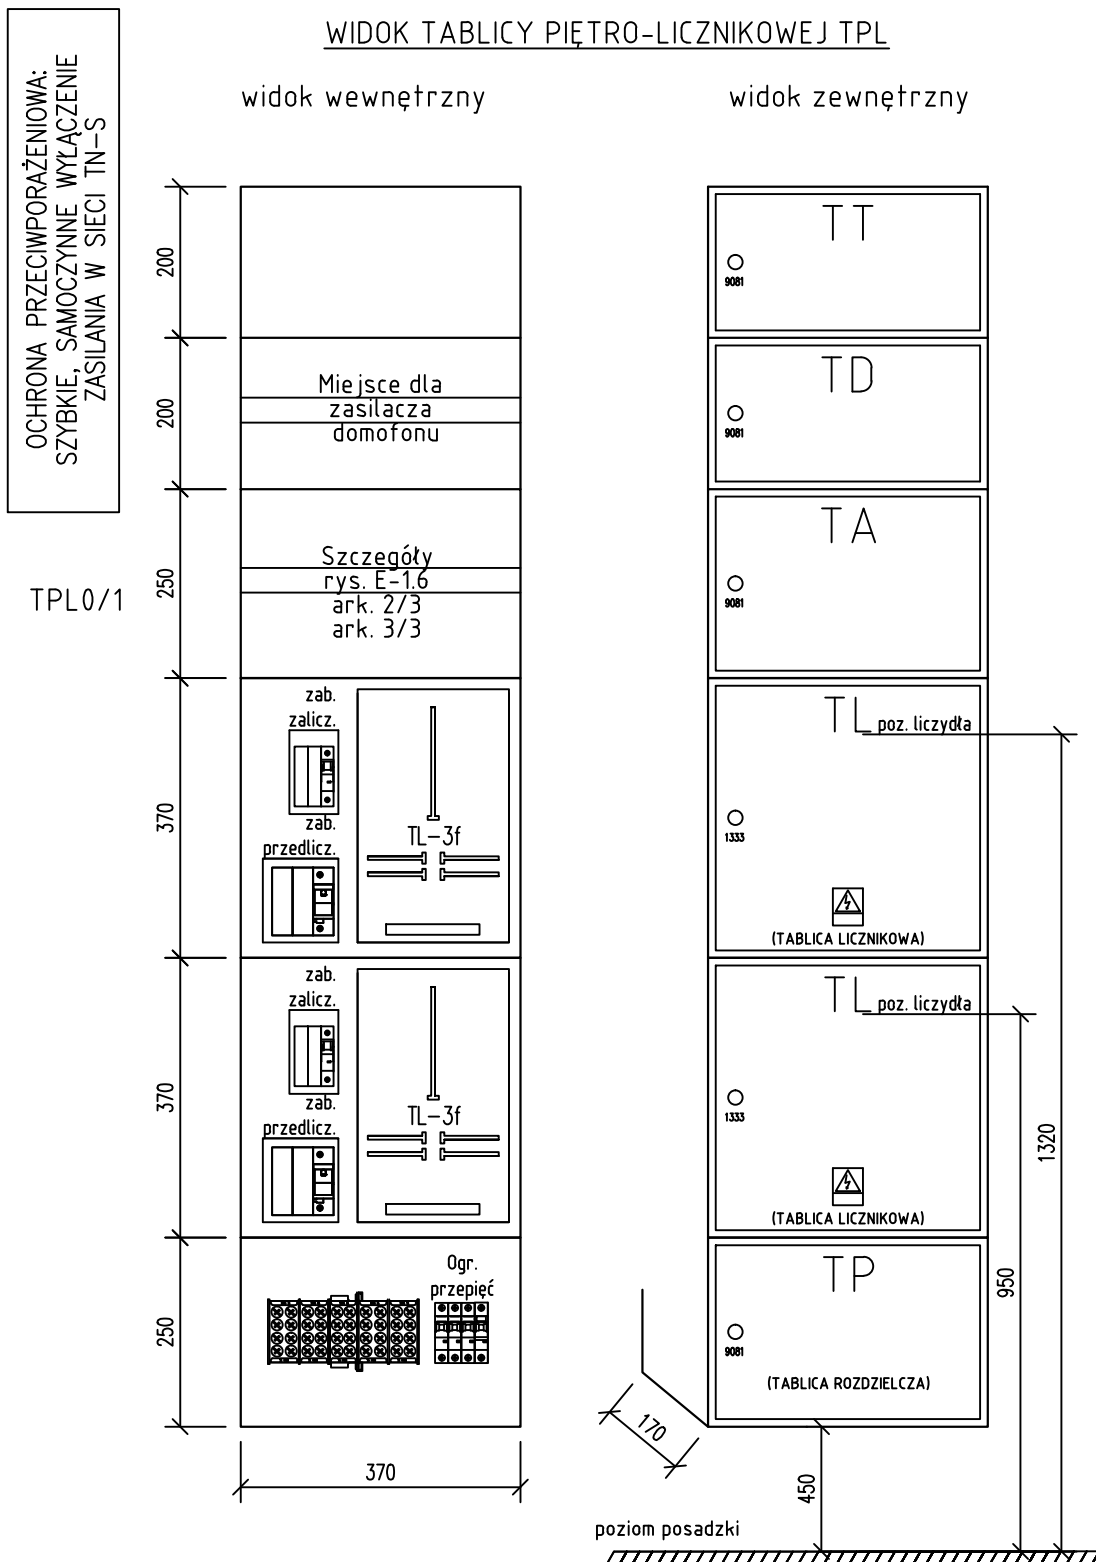 WIDOK TABLICY PIĘTRO-LICZNIKOWEJ TPL
OCHRONA PRZECIWPORAŻENIOWA:
SZYBKIE, SAMOCZYNNE WYŁĄCZENIE
ZASILANIA W SIECI TN-S
TPL0/1
widok wewnętrzny
200
200
250
370
370
250
Miejsce dla
zasilacza
domofonu
Szczegóły
rys. E-1.6
ark. 2/3
ark. 3/3
zab.
zalicz.
zab.
przedlicz.
TL-3f
zab.
zalicz.
zab.
przedlicz.
TL-3f
Ogr.
przepięć
370
widok zewnętrzny
TT
9081
TD
9081
TA
9081
TL
poz. liczydła
1333
(TABLICA LICZNIKOWA)
TL
poz. liczydła
1333
(TABLICA LICZNIKOWA)
TP
9081
(TABLICA ROZDZIELCZA)
170
450
950
1320
poziom posadzki